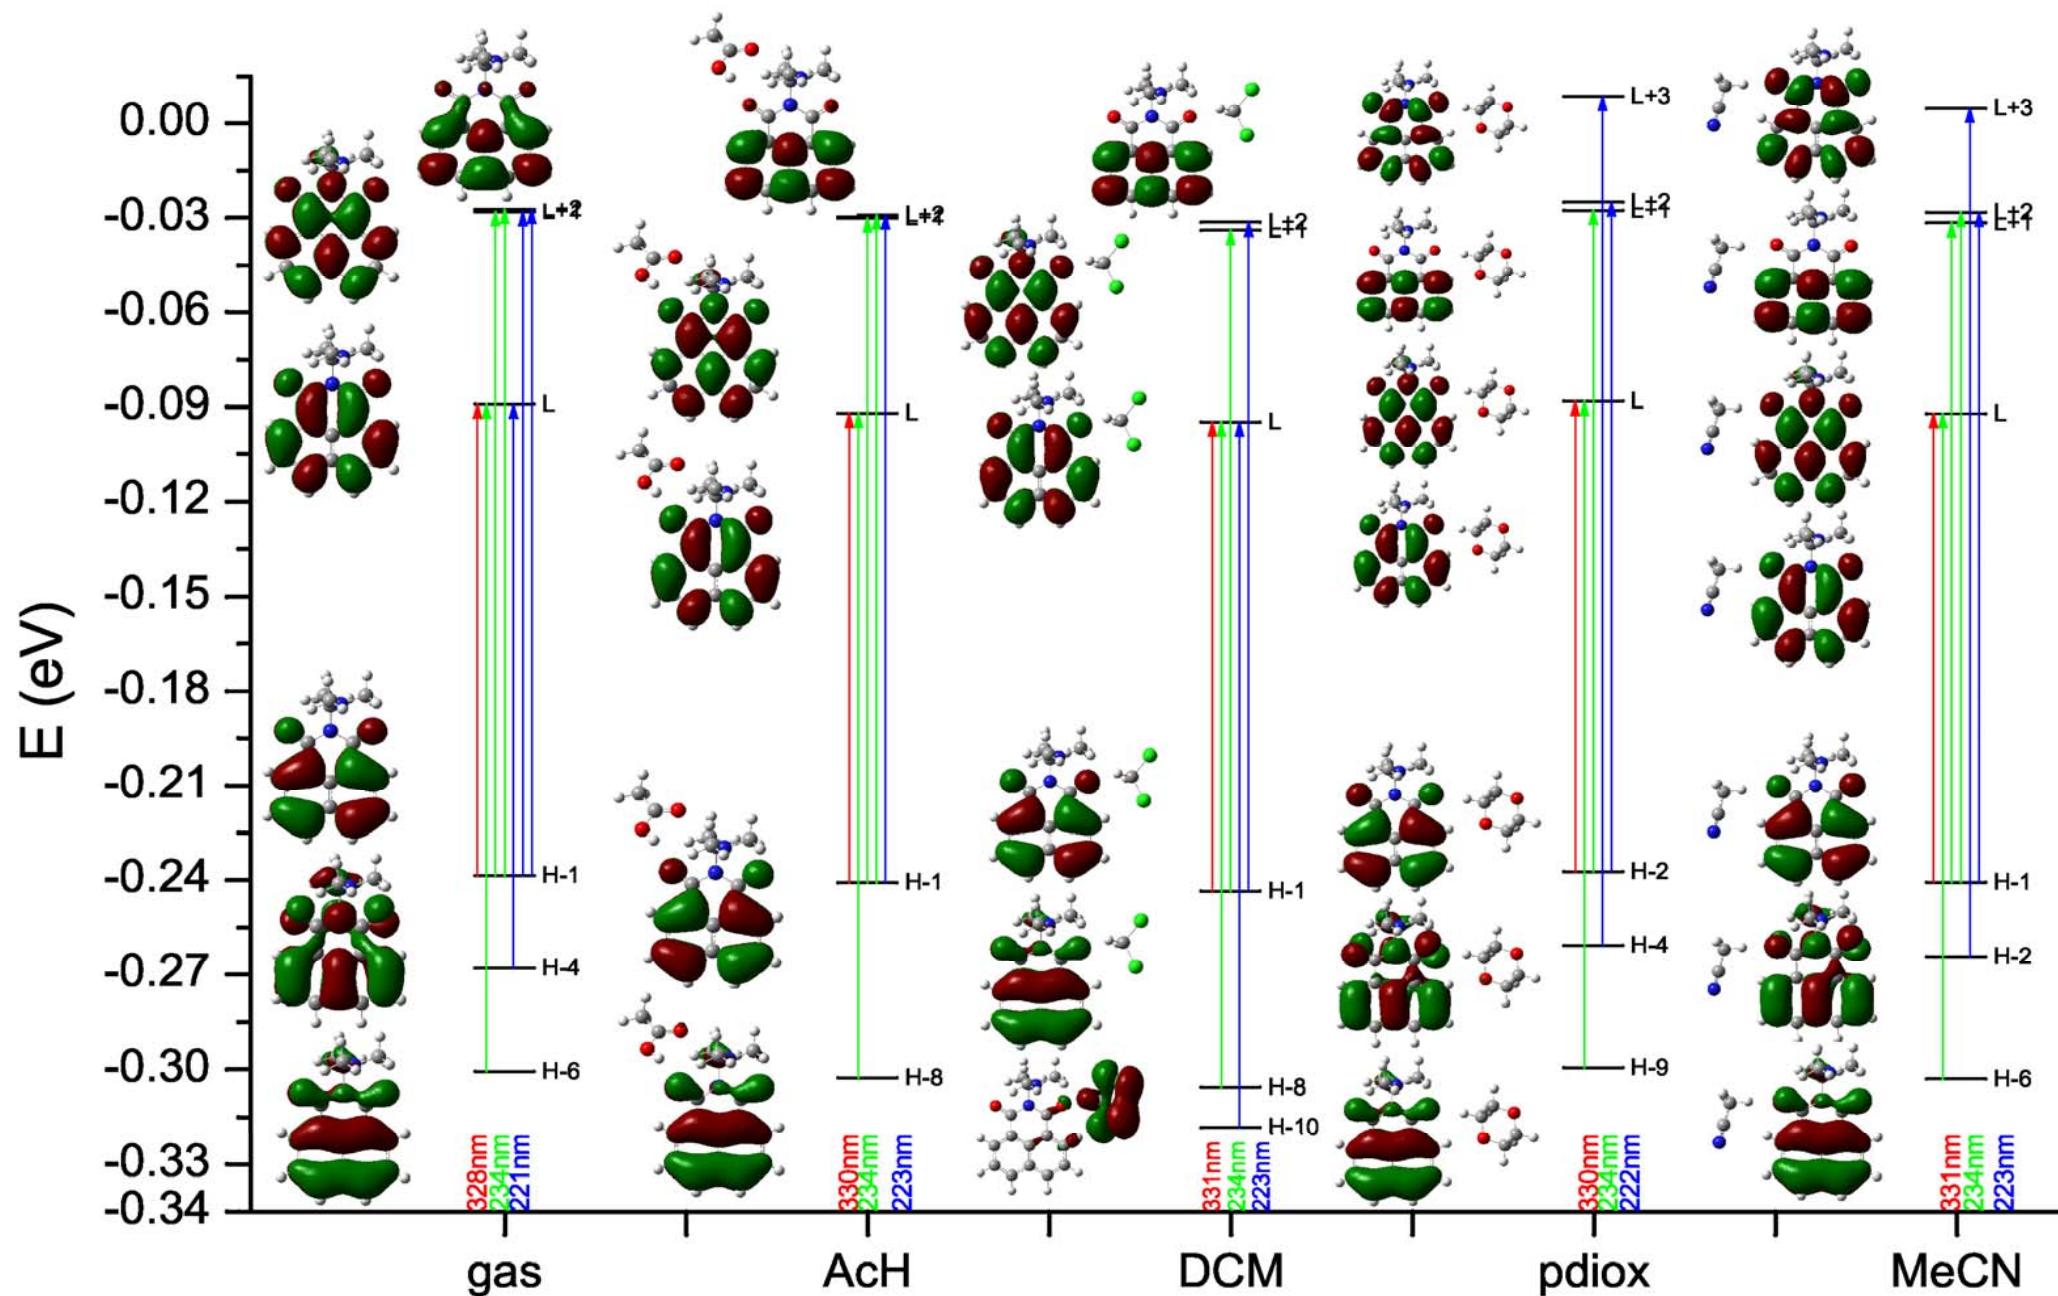 E (eV)
0.00
-0.03
-0.06
-0.09
-0.12
-0.15
-0.18
-0.21
-0.24
-0.27
-0.30
-0.33
-0.34
L+2
L
H-1
H-4
H-6
328nm
234nm
221nm
gas
L+2
L
H-1
H-8
330nm
234nm
223nm
AcH
L+2
L
H-1
H-8
H-10
331nm
234nm
223nm
DCM
L+3
L+2
L+1
L
H-2
H-4
H-9
330nm
234nm
222nm
pdiox
L+3
L+2
L+1
L
H-1
H-2
H-6
331nm
234nm
223nm
MeCN